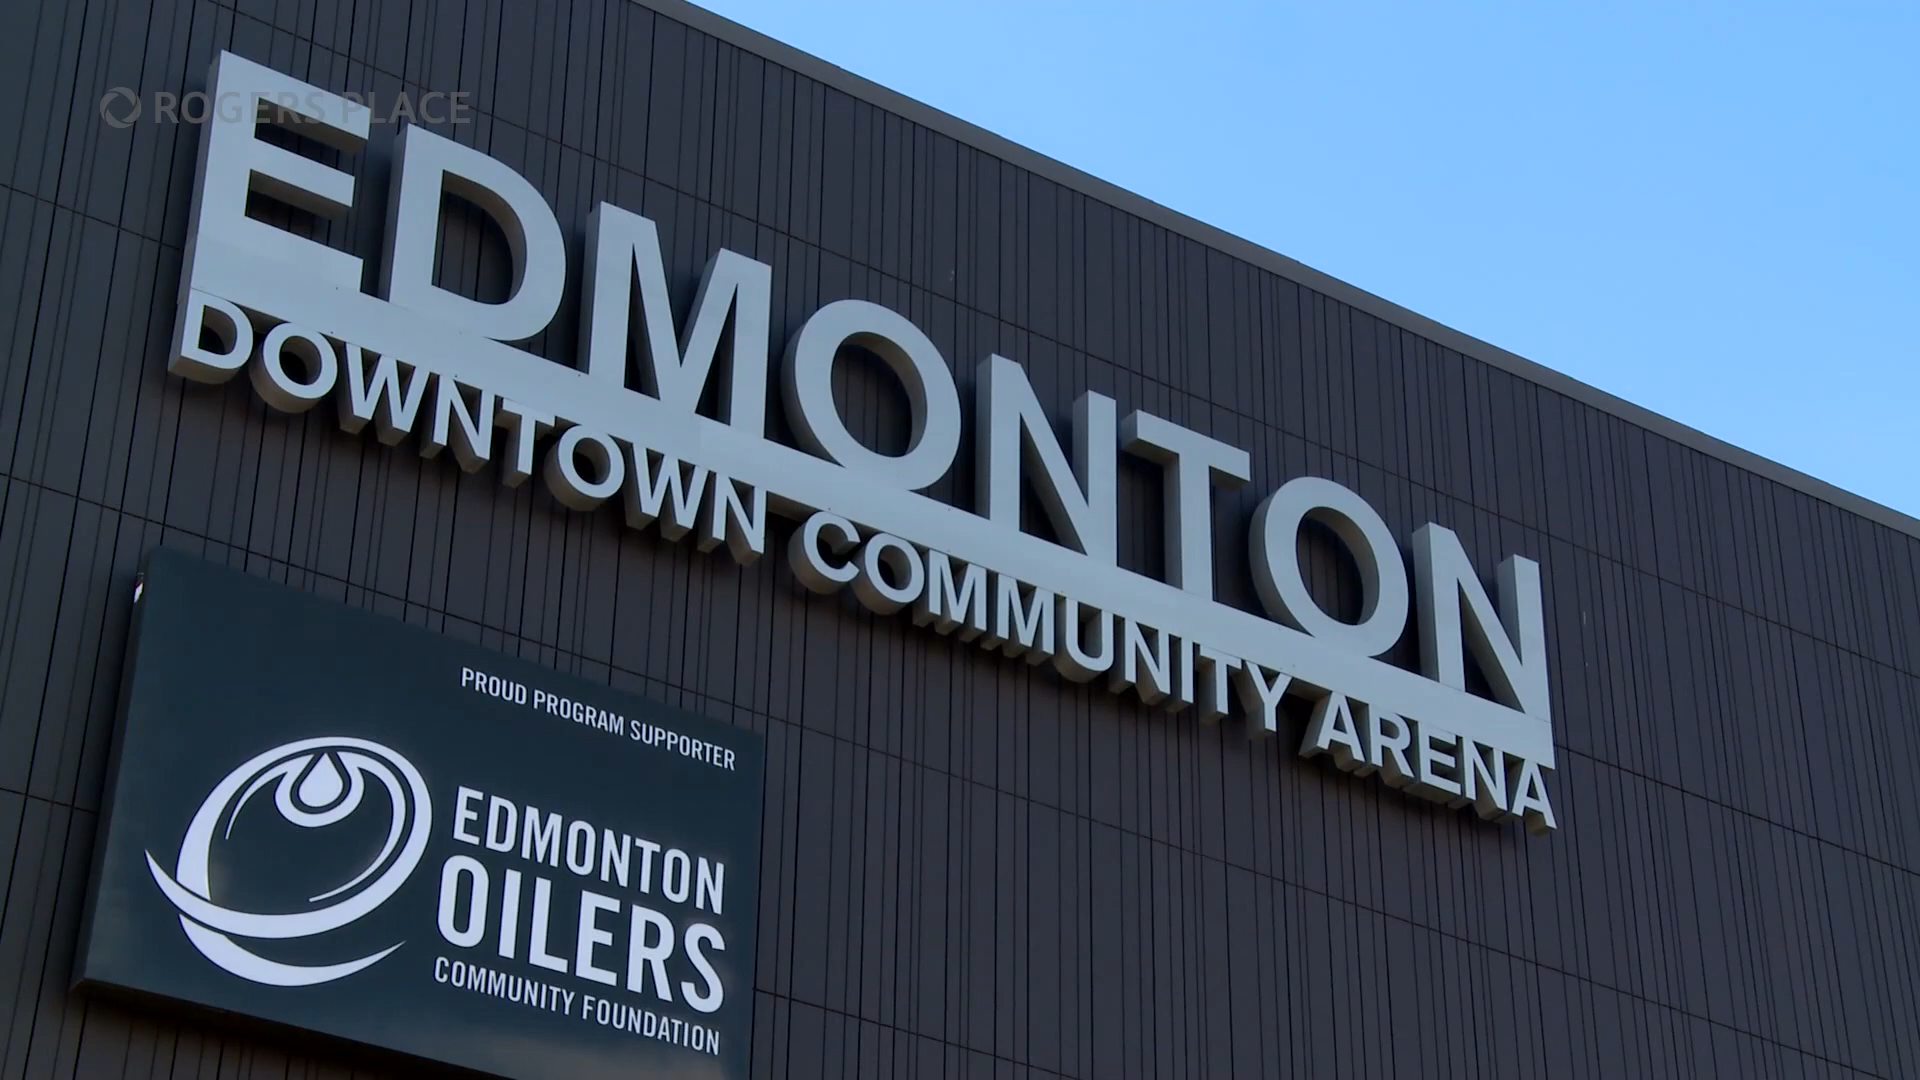 ROGERS PLACE
EDMONTON
DOWNTOWN COMMUNITY ARENA
PROUD PROGRAM SUPPORTER
EDMONTON
OILERS
COMMUNITY FOUNDATION